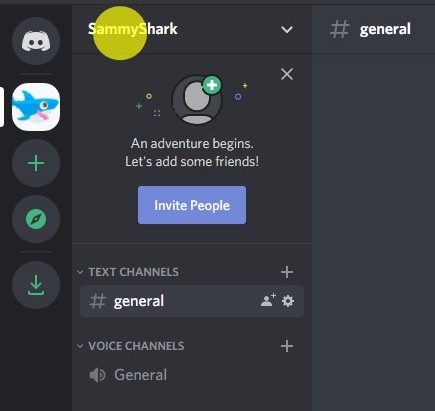 SammyShark
# general
An adventure begins.
Let's add some friends!
Invite People
TEXT CHANNELS
# general
VOICE CHANNELS
General